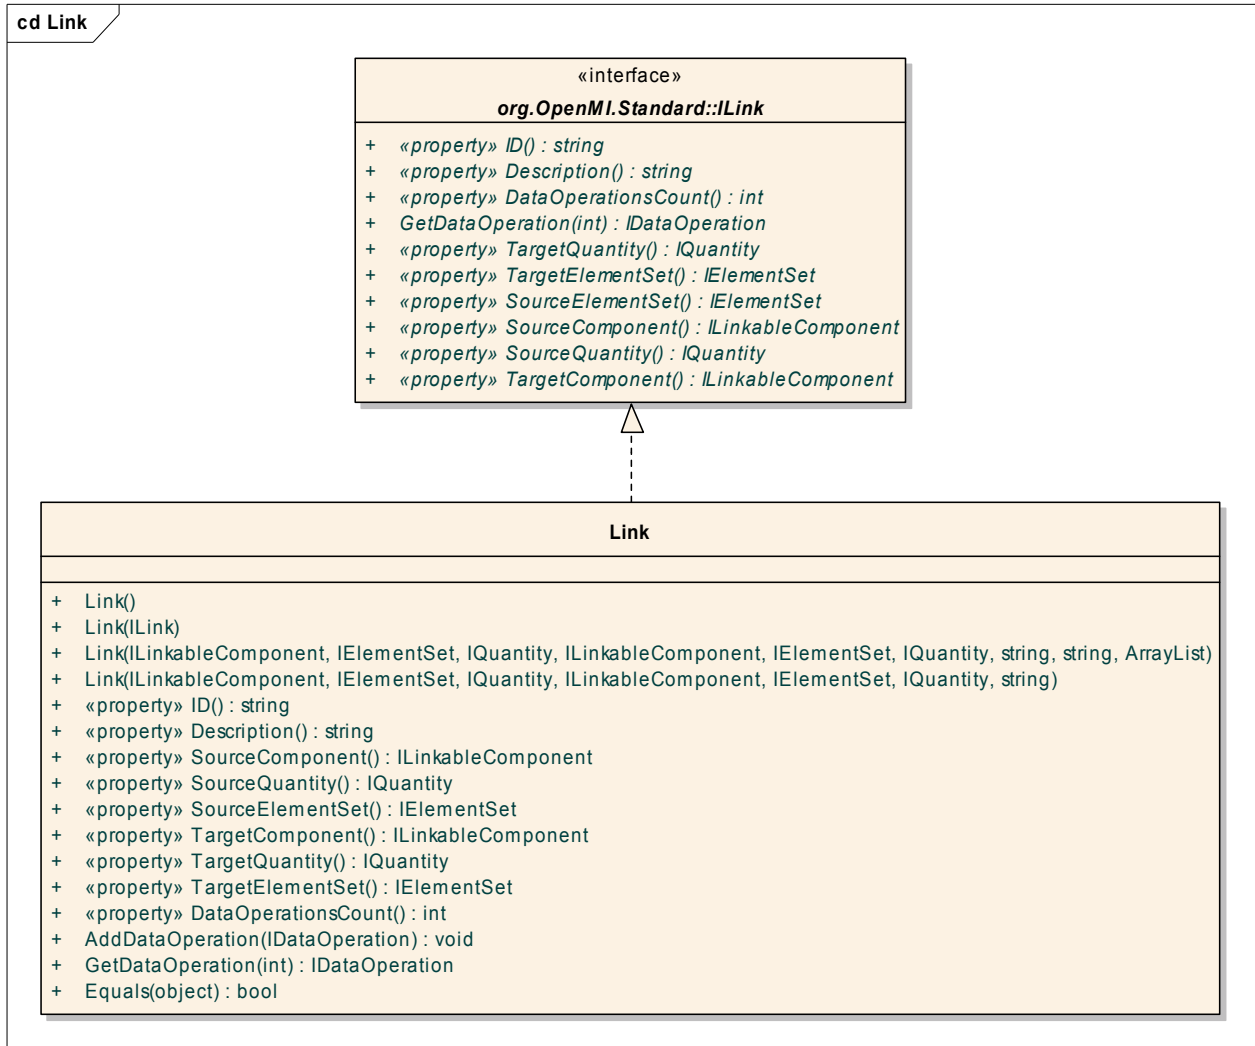 cd Link
«interface»
org.OpenMI.Standard::ILink
+ «property» ID() : string
+ «property» Description() : string
+ «property» DataOperationsCount() : int
+ GetDataOperation(int) : IDataOperation
+ «property» TargetQuantity() : IQuantity
+ «property» TargetElementSet() : IElementSet
+ «property» SourceElementSet() : IElementSet
+ «property» SourceComponent() : ILinkableComponent
+ «property» SourceQuantity() : IQuantity
+ «property» TargetComponent() : ILinkableComponent
Link
+ Link()
+ Link(ILink)
+ Link(ILinkableComponent, IElementSet, IQuantity, ILinkableComponent, IElementSet, IQuantity, string, string, ArrayList)
+ Link(ILinkableComponent, IElementSet, IQuantity, ILinkableComponent, IElementSet, IQuantity, string)
+ «property» ID() : string
+ «property» Description() : string
+ «property» SourceComponent() : ILinkableComponent
+ «property» SourceQuantity() : IQuantity
+ «property» SourceElementSet() : IElementSet
+ «property» TargetComponent() : ILinkableComponent
+ «property» TargetQuantity() : IQuantity
+ «property» TargetElementSet() : IElementSet
+ «property» DataOperationsCount() : int
+ AddDataOperation(IDataOperation) : void
+ GetDataOperation(int) : IDataOperation
+ Equals(object) : bool